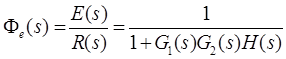 Φₑ(s) = E(s)/R(s) = 1/(1+G₁(s)G₂(s)H(s))